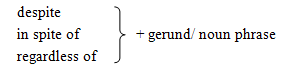 despite
in spite of
regardless of
+ gerund/ noun phrase